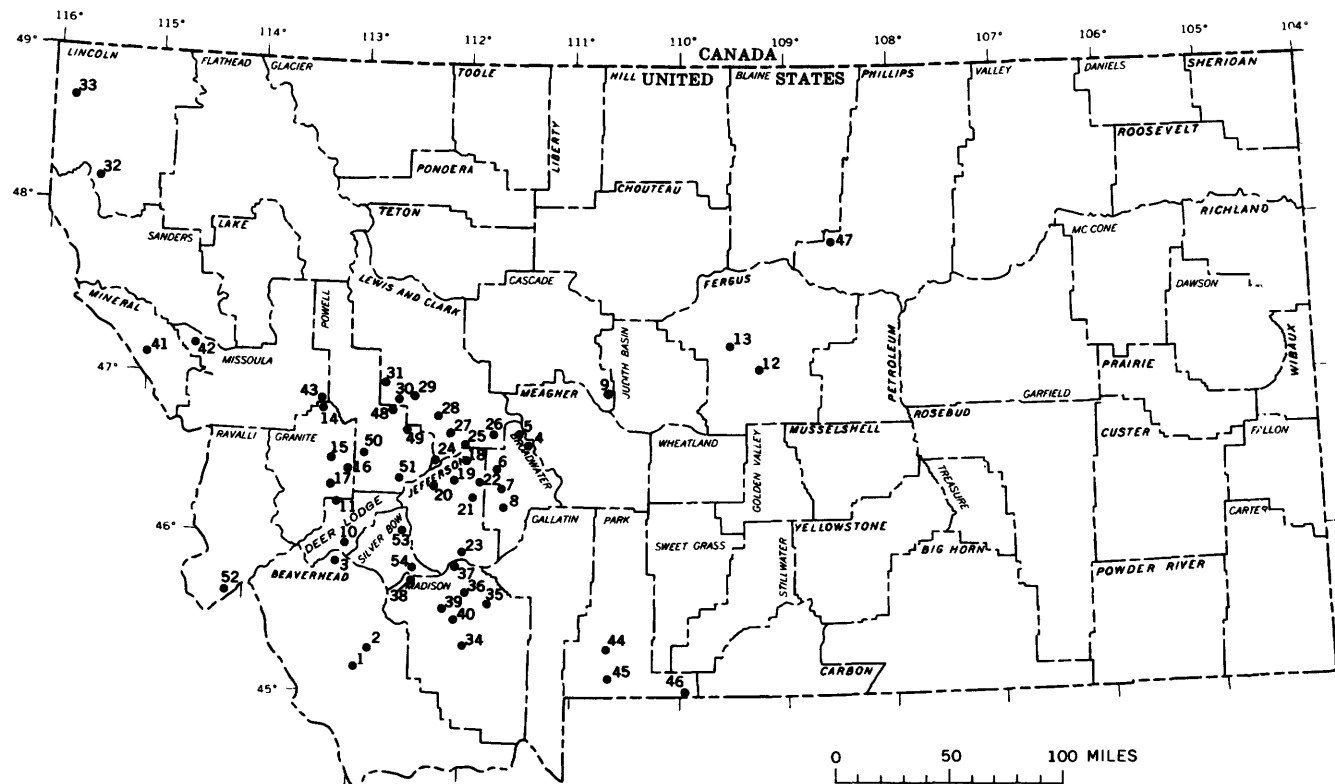 116° 115° 114° 113° 112° 111° 110° 109° 108° 107° 106° 105° 104°
49°
CANADA
UNITED STATES
LINCOLN FLATHEAD GLACIER TOOLE HILL BLAINE PHILLIPS VALLEY DANIELS SHERIOAN
33
LIBERTY
ROOSEVELT
32
PONOERA
48°
CHOUTEAU
TETON
RICHLAND
LAKE
SANDERS
MC CONE
47
FERGUS
CASCADE
LEWIS AND CLARK
DAWSON
MINERAL
POWELL
JUDITH BASIN
PETROLEUM
WIBAUX
41
42
MISSOULA
13
12
PRAIRIE
47°
31
30 29
9
MEAGHER
GARFIELD
43
14
48
28
ROSEBUD
RAVALLI GRANITE
49
27
26
5
4
BROADWATER
WHEATLAND
MUSSELSHELL
CUSTER
FALLON
50
25
15
24
18
JEFFERSON
GOLDEN VALLEY
16
51
6
17
19
22
7
TREASURE
20
11
21
8
DEER LODGE
46°
GALLATIN PARK
YELLOWSTONE
CARTER
10
SILVER BOW
53
SWEET GRASS
BIG HORN
3
23
STILLWATER
BEAVERHEAD
54
37
POWDER RIVER
52
MADISON
38
36
35
39
40
2
34
44
1
45
CARBON
45°
46
0 50 100 MILES